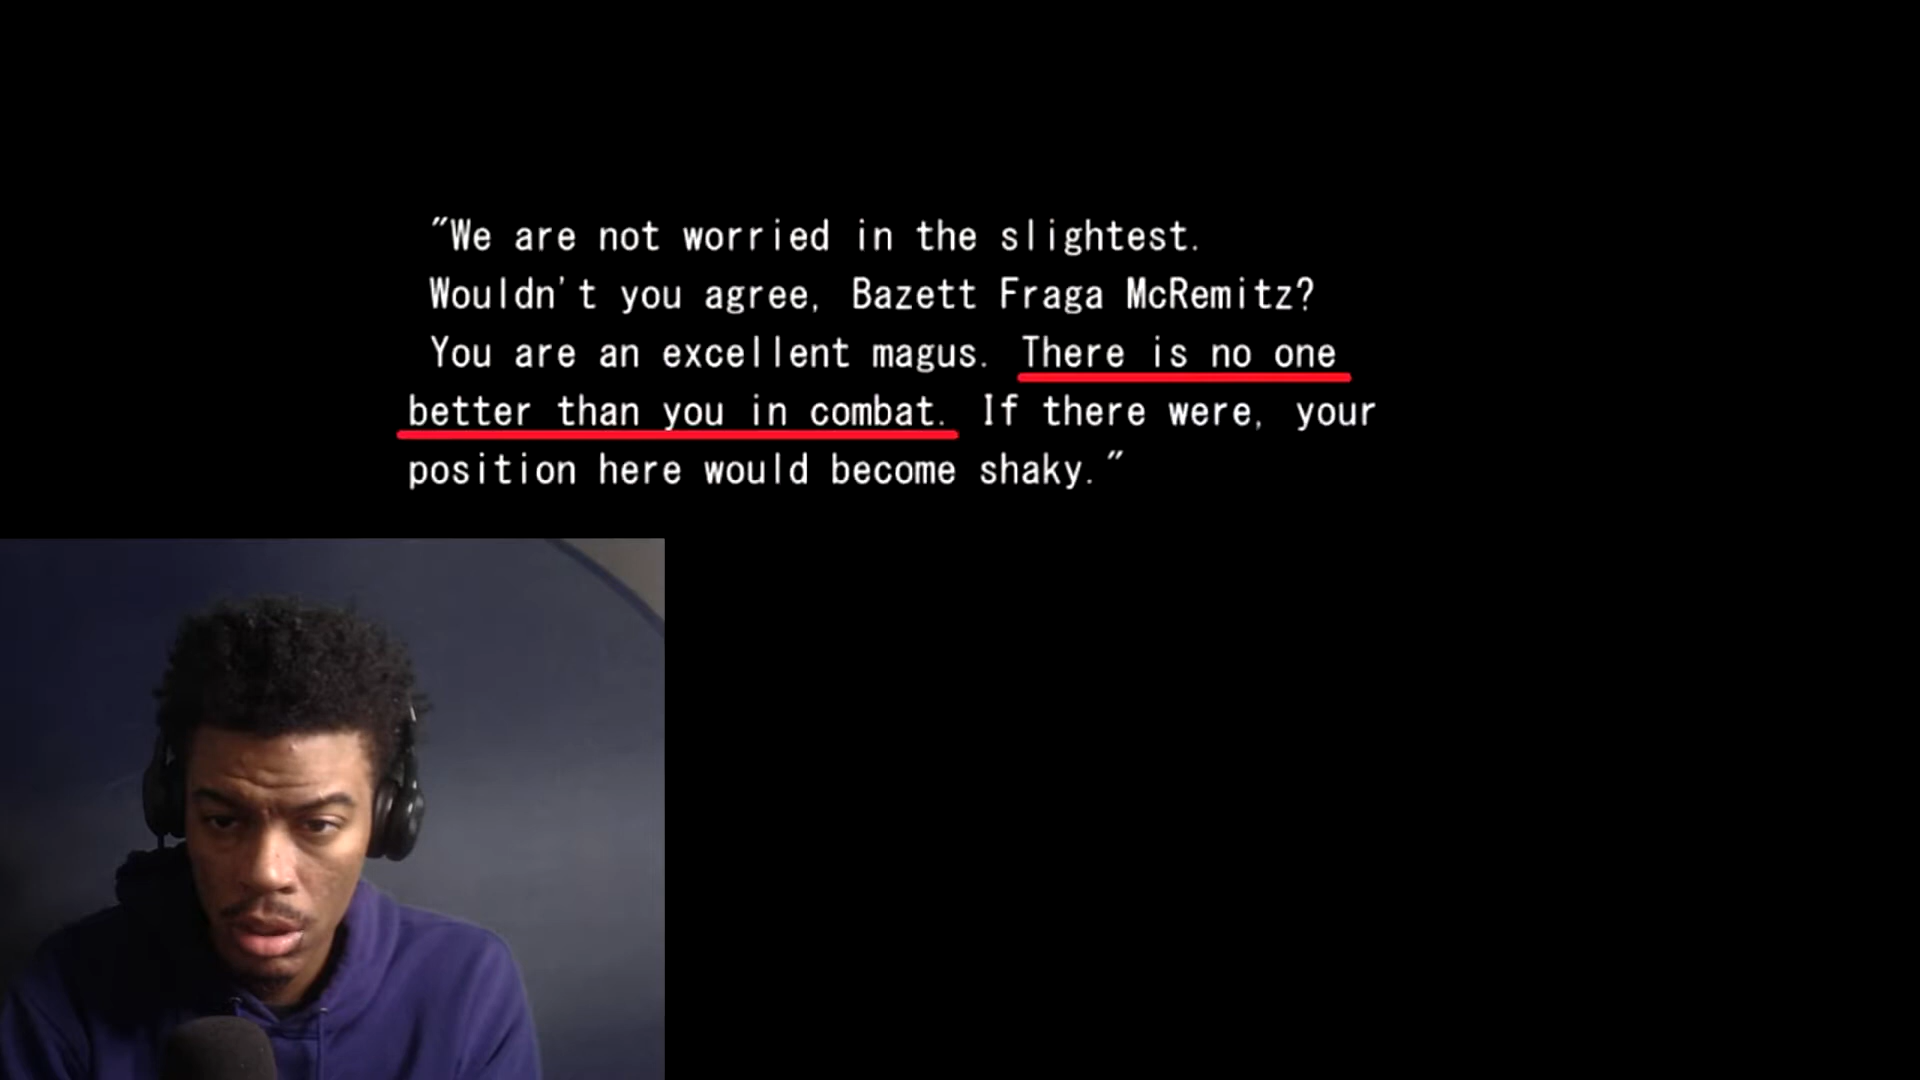 "We are not worried in the slightest.
Wouldn't you agree, Bazett Fraga McRemitz?
You are an excellent magus. There is no one
better than you in combat. If there were, your
position here would become shaky."